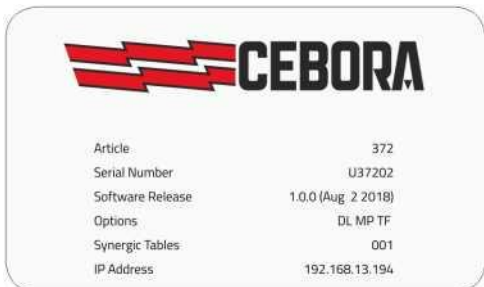 CEBORA
Article 372
Serial Number U37202
Software Release 1.0.0 (Aug 2 2018)
Options DL MP TF
Synergic Tables 001
IP Address 192.168.13.194